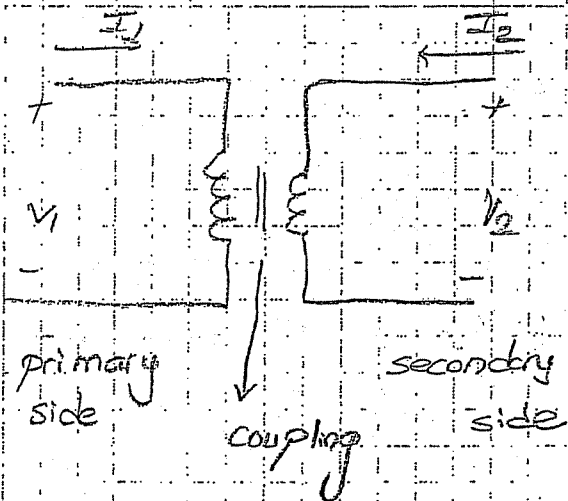 I1 I2
+ +
V1 V2
- -
primary secondary
side side
coupling